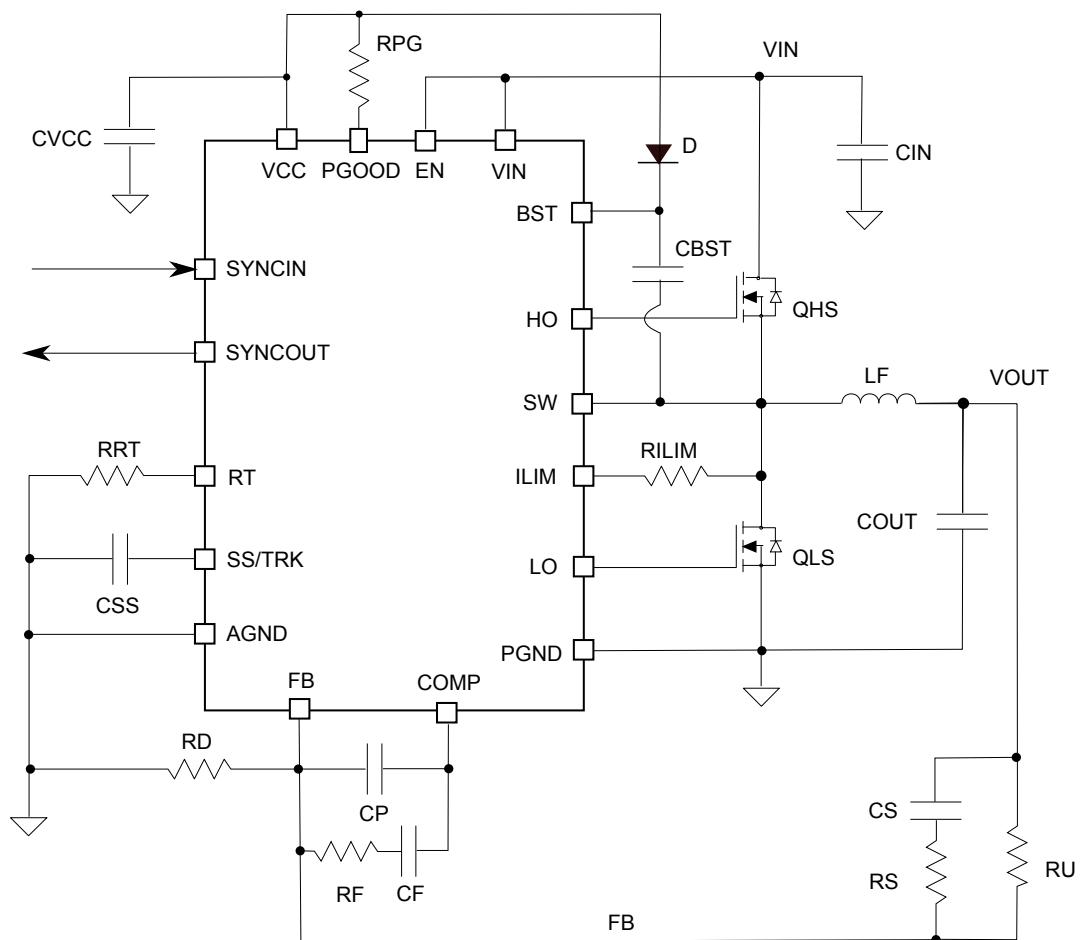 RPG
VIN
CVCC
VCC
PGOOD
EN
VIN
D
CIN
BST
CBST
SYNCIN
HO
QHS
SYNCOUT
LF
VOUT
SW
RRT
RT
ILIM
RILIM
COUT
SS/TRK
LO
QLS
CSS
AGND
PGND
FB
COMP
RD
CP
CS
RF
CF
RS
RU
FB